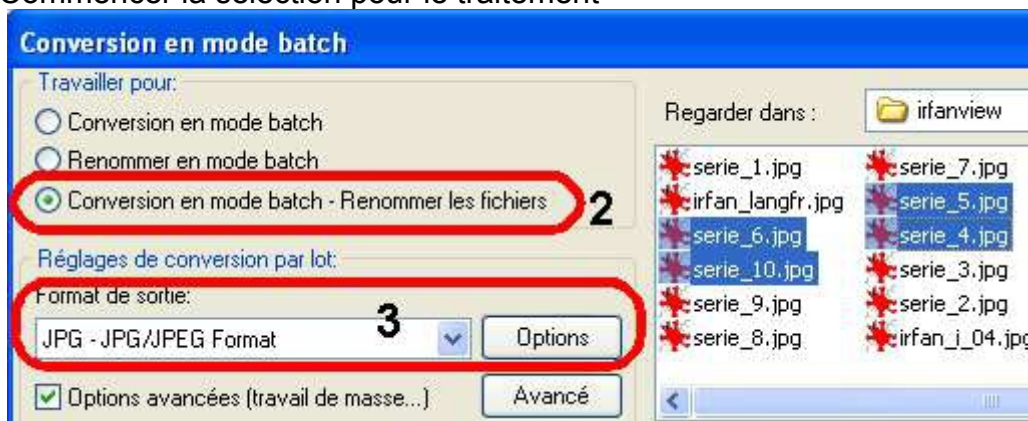 Commencer la sélection pour le traitement
Conversion en mode batch
Travailler pour:
Conversion en mode batch
Renommer en mode batch
Conversion en mode batch - Renommer les fichiers
2
Réglages de conversion par lot:
Format de sortie:
JPG - JPG/JPEG Format
3
Options
Options avancées (travail de masse...)
Avancé
Regarder dans :
irfanview
serie_1.jpg
irfan_langfr.jpg
serie_6.jpg
serie_10.jpg
serie_9.jpg
serie_8.jpg
serie_7.jpg
serie_5.jpg
serie_4.jpg
serie_3.jpg
serie_2.jpg
irfan_i_04.jpg